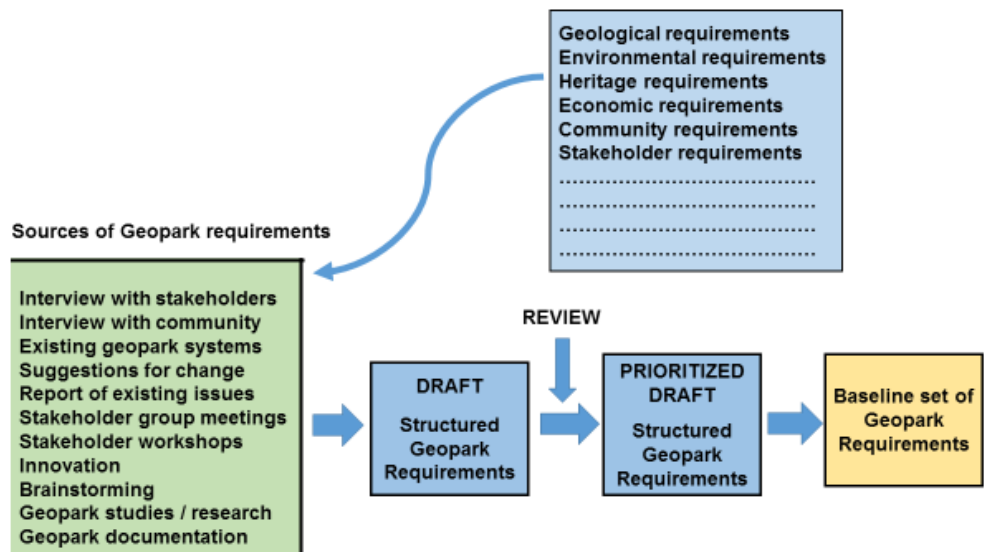 Geological requirements
Environmental requirements
Heritage requirements
Economic requirements
Community requirements
Stakeholder requirements
.....................................
.....................................
.....................................
.....................................
Sources of Geopark requirements
Interview with stakeholders
Interview with community
Existing geopark systems
Suggestions for change
Report of existing issues
Stakeholder group meetings
Stakeholder workshops
Innovation
Brainstorming
Geopark studies / research
Geopark documentation
DRAFT
Structured
Geopark
Requirements
REVIEW
PRIORITIZED
DRAFT
Structured
Geopark
Requirements
Baseline set of
Geopark
Requirements